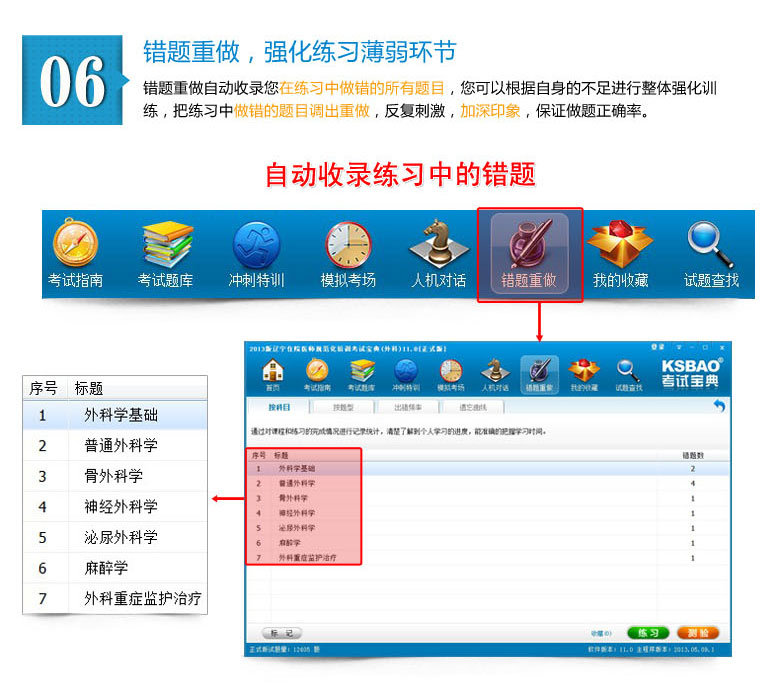 06
错题重做，强化练习薄弱环节
错题重做自动收录您在练习中做错的所有题目，您可以根据自身的不足进行整体强化训
练，把练习中做错的题目调出重做，反复刺激，加深印象，保证做题正确率。
自动收录练习中的错题
考试指南 考试题库 冲刺特训 模拟考场 人机对话 错题重做 我的收藏 试题查找
序号 标题
1 外科学基础
2 普通外科学
3 骨外科学
4 神经外科学
5 泌尿外科学
6 麻醉学
7 外科重症监护治疗
2013版辽宁住院医师规范化培训考试宝典(外科)11.0[正式版]
首页 考试指南 考试题库 冲刺特训 模拟考场 人机对话 错题重做 我的收藏 试题查找
KSBAO®
考试宝典
按科目 按题型 出错频率 遗忘曲线
通过对课程和练习的完成情况进行记录统计，清楚了解到个人学习的进度，能准确的把握学习时间。
序号 标题 错题数
1 外科学基础 2
2 普通外科学 4
3 骨外科学 1
4 神经外科学 1
5 泌尿外科学 1
6 麻醉学 1
7 外科重症监护治疗 1
标 记 练 习 测 验
正式版试题量：12605 题 软件版本：11.0 主程序版本：2013.05.09.1